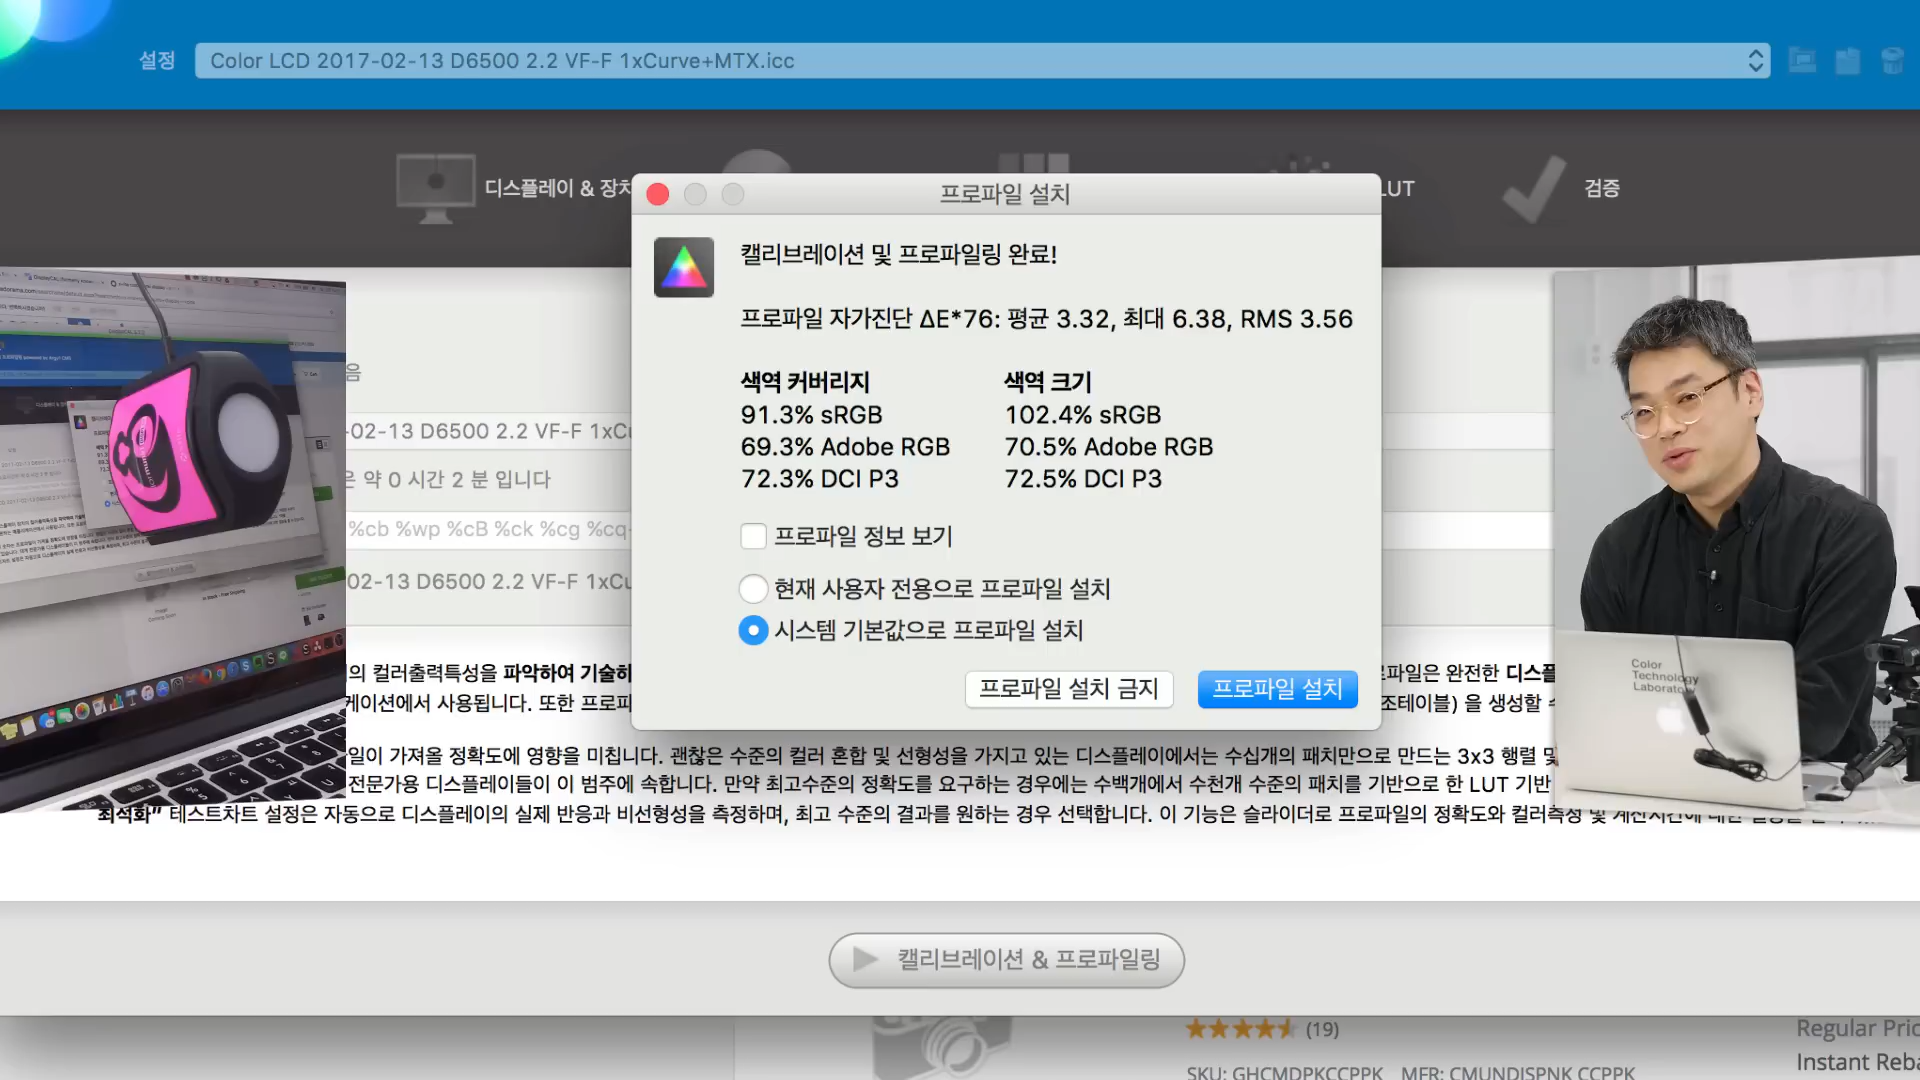 설정
Color LCD 2017-02-13 D6500 2.2 VF-F 1xCurve+MTX.icc
디스플레이 & 장치
LUT
검증
프로파일 설치
캘리브레이션 및 프로파일링 완료!
프로파일 자가진단 ΔE*76: 평균 3.32, 최대 6.38, RMS 3.56
색역 커버리지
색역 크기
91.3% sRGB
102.4% sRGB
69.3% Adobe RGB
70.5% Adobe RGB
72.3% DCI P3
72.5% DCI P3
프로파일 정보 보기
현재 사용자 전용으로 프로파일 설치
시스템 기본값으로 프로파일 설치
프로파일 설치 금지
프로파일 설치
음
-02-13 D6500 2.2 VF-F 1xCu
은 약 0 시간 2 분 입니다
%cb %wp %cB %ck %cg %cq-
02-13 D6500 2.2 VF-F 1xCu
의 컬러출력특성을 파악하여 기술하
로파일은 완전한 디스플
케이션에서 사용됩니다. 또한 프로파
조테이블) 을 생성할 수
일이 가져올 정확도에 영향을 미칩니다. 괜찮은 수준의 컬러 혼합 및 선형성을 가지고 있는 디스플레이에서는 수십개의 패치만으로 만드는 3x3 행렬 및
전문가용 디스플레이들이 이 범주에 속합니다. 만약 최고수준의 정확도를 요구하는 경우에는 수백개에서 수천개 수준의 패치를 기반으로 한 LUT 기반
최적화” 테스트차트 설정은 자동으로 디스플레이의 실제 반응과 비선형성을 측정하며, 최고 수준의 결과를 원하는 경우 선택합니다. 이 기능은 슬라이더로 프로파일의 정확도와 컬러측정 및 계산시간에 대한
Color
Technology
Laboratory
캘리브레이션 & 프로파일링
(19)
Regular Pric
Instant Reba
SKU: GHCMDPKCCPPK MFR: CMUNDISPNK CCPPK